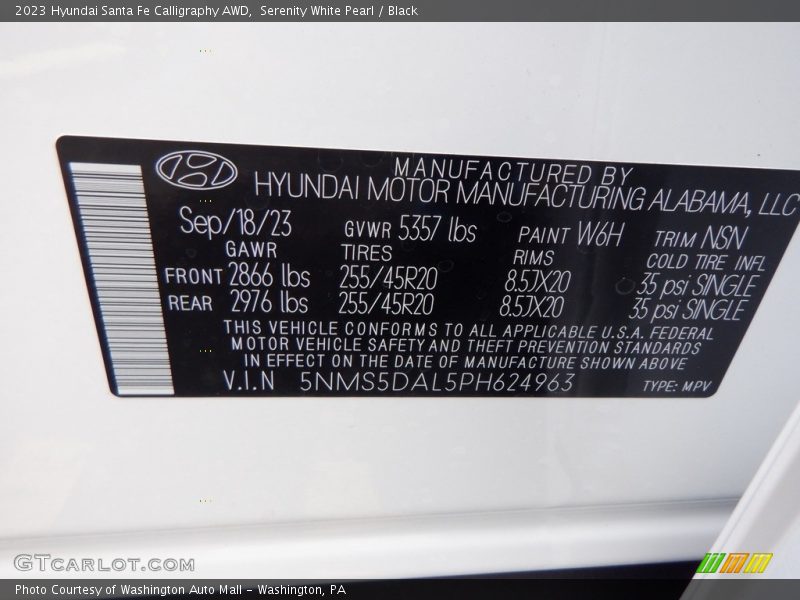 2023 Hyundai Santa Fe Calligraphy AWD,  Serenity White Pearl / Black
MANUFACTURED BY
HYUNDAI MOTOR MANUFACTURING ALABAMA, LLC
Sep/18/23 GVWR 5357 lbs PAINT W6H TRIM NSN
GAWR TIRES RIMS COLD TIRE INFL
FRONT 2866 lbs 255/45R20 8.5JX20 35 psi SINGLE
REAR 2976 lbs 255/45R20 8.5JX20 35 psi SINGLE
THIS VEHICLE CONFORMS TO ALL APPLICABLE U.S.A. FEDERAL
MOTOR VEHICLE SAFETY AND THEFT PREVENTION STANDARDS
IN EFFECT ON THE DATE OF MANUFACTURE SHOWN ABOVE
V.I.N 5NMS5DAL5PH624963 TYPE: MPV
GTCARLOT.COM
Photo Courtesy of Washington Auto Mall - Washington, PA